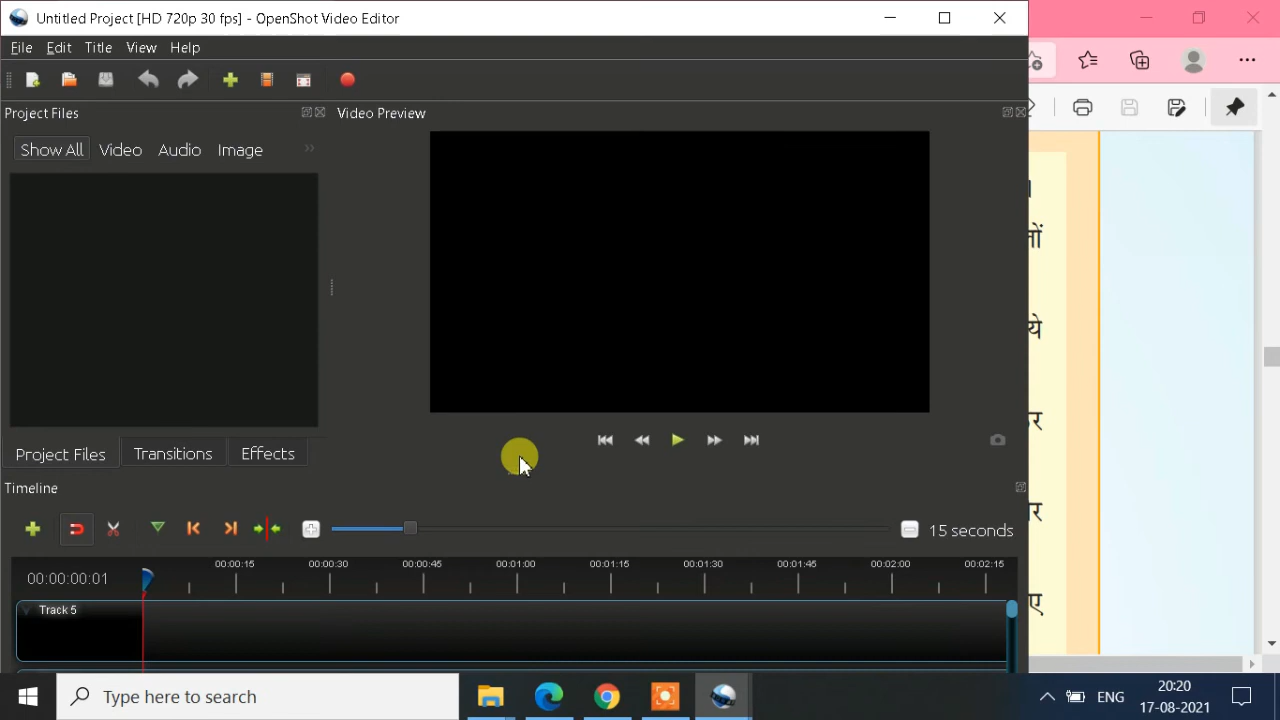 Untitled Project [HD 720p 30 fps] - OpenShot Video Editor
File Edit Title View Help
Project Files
Video Preview
Show All Video Audio Image
Project Files Transitions Effects
Timeline
15 seconds
00:00:00:01
00:00:15 00:00:30 00:00:45 00:01:00 00:01:15 00:01:30 00:01:45 00:02:00 00:02:15
Track 5
Type here to search
ENG
20:20
17-08-2021